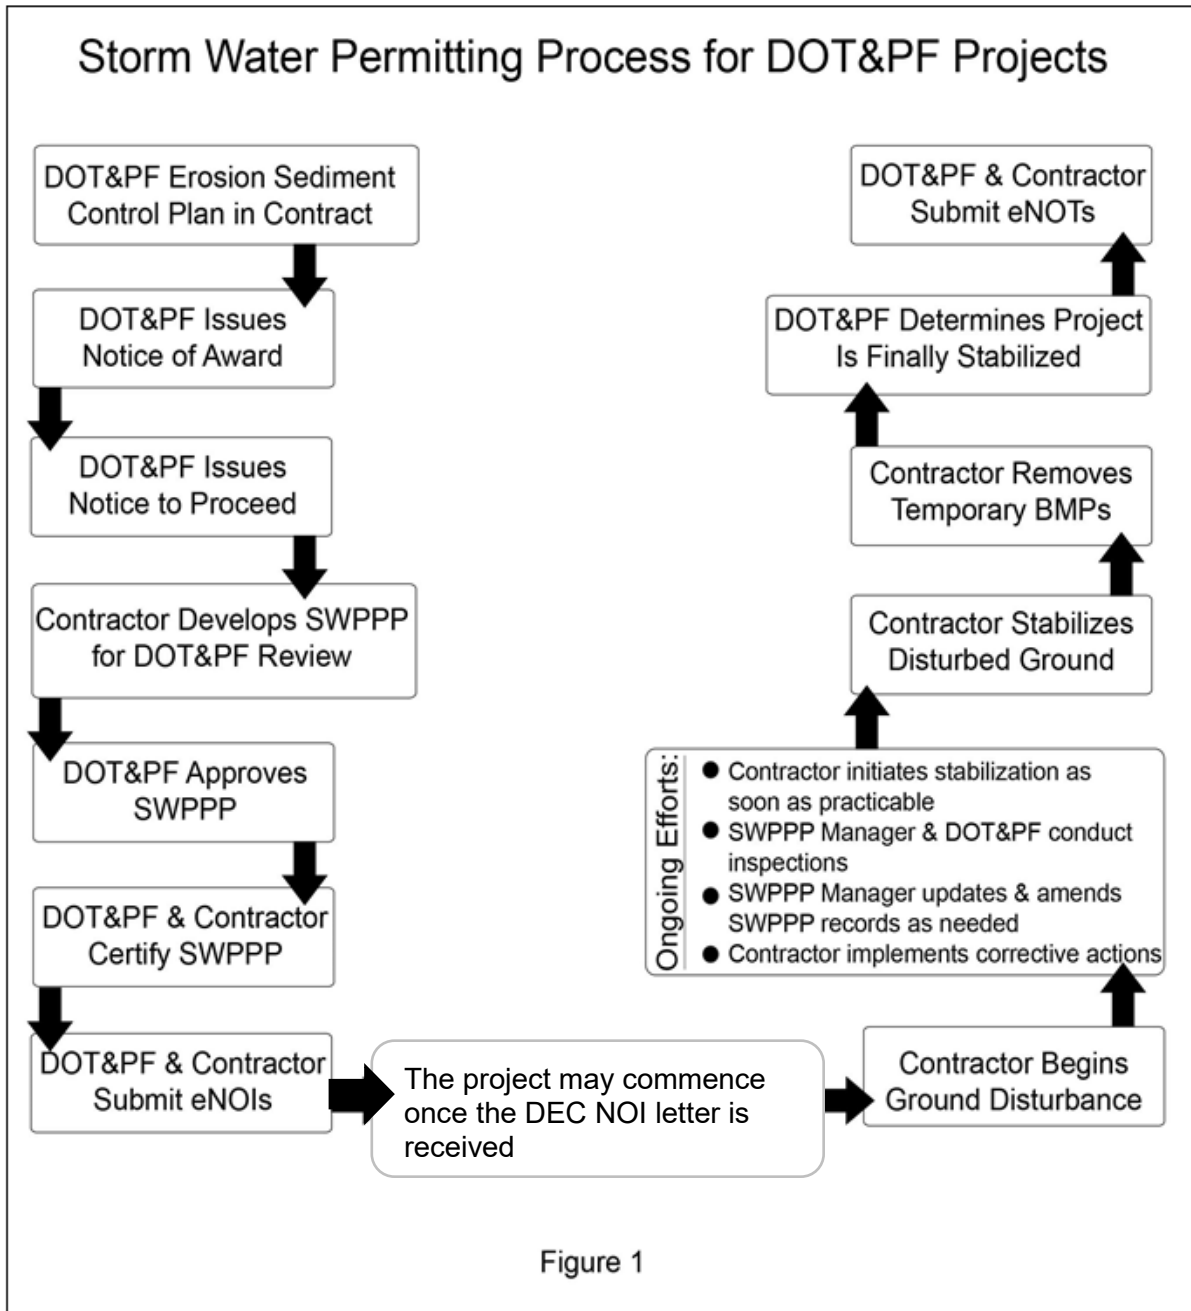 Storm Water Permitting Process for DOT&PF Projects
DOT&PF Erosion Sediment
Control Plan in Contract
DOT&PF Issues
Notice of Award
DOT&PF Issues
Notice to Proceed
Contractor Develops SWPPP
for DOT&PF Review
DOT&PF Approves
SWPPP
DOT&PF & Contractor
Certify SWPPP
DOT&PF & Contractor
Submit eNOIs
The project may commence
once the DEC NOI letter is
received
Contractor Begins
Ground Disturbance
Ongoing Efforts:
● Contractor initiates stabilization as
soon as practicable
● SWPPP Manager & DOT&PF conduct
inspections
● SWPPP Manager updates & amends
SWPPP records as needed
● Contractor implements corrective actions
Contractor Stabilizes
Disturbed Ground
Contractor Removes
Temporary BMPs
DOT&PF Determines Project
Is Finally Stabilized
DOT&PF & Contractor
Submit eNOTs
Figure 1